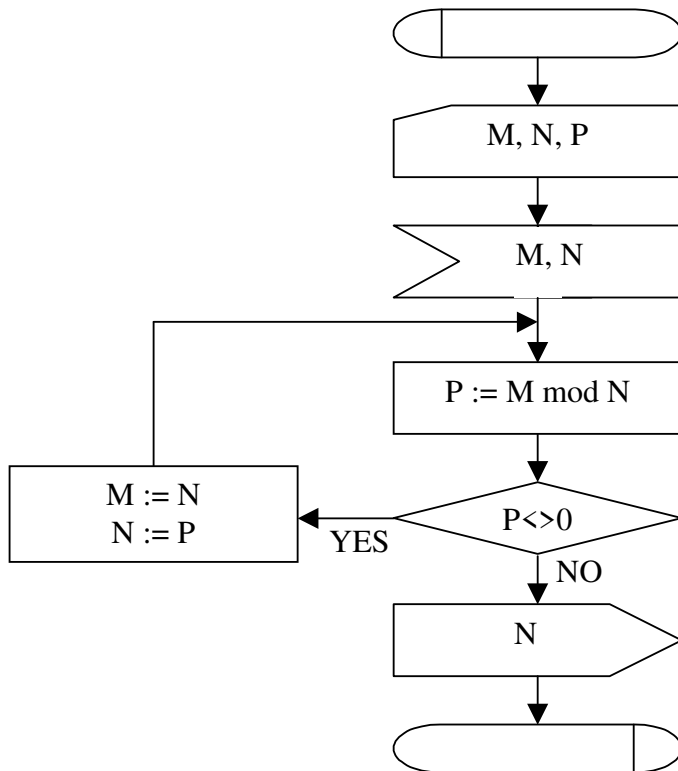 M, N, P
M, N
P := M mod N
M := N
N := P
P<>0
YES
NO
N